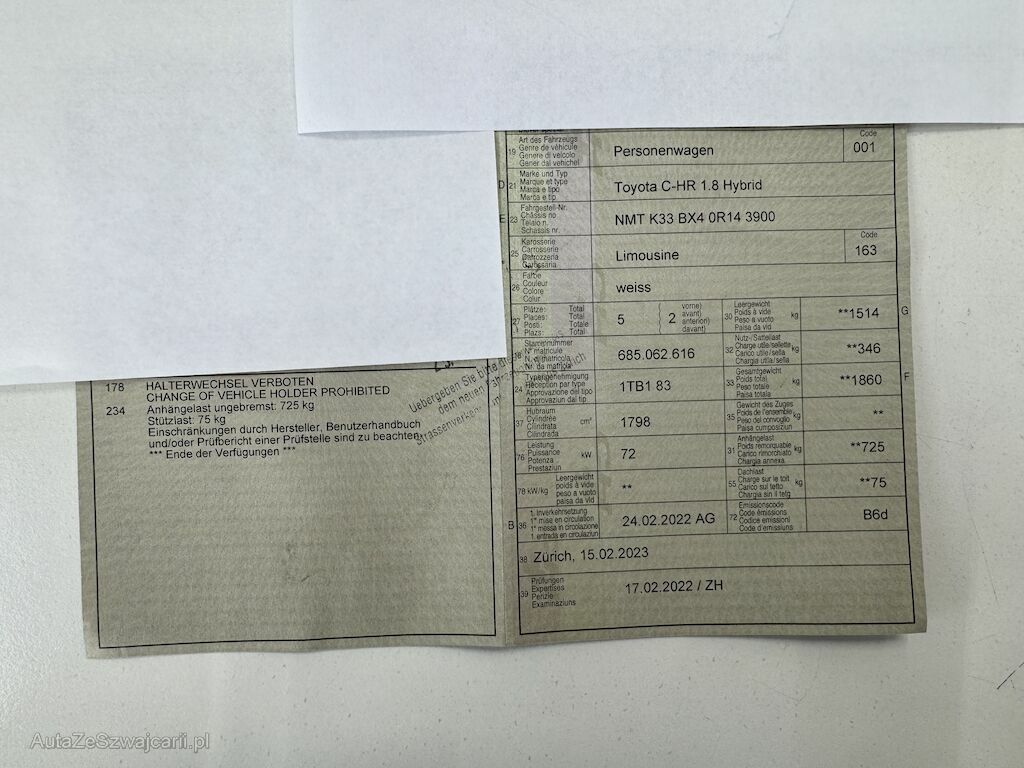 178 HALTERWECHSEL VERBOTEN
CHANGE OF VEHICLE HOLDER PROHIBITED
234 Anhängelast ungebremst: 725 kg
Stützlast: 75 kg
Einschränkungen durch Hersteller, Benutzerhandbuch
und/oder Prüfbericht einer Prüfstelle sind zu beachten.
*** Ende der Verfügungen ***
Uebergeben Sie bitte
dem neuen
19 Art des Fahrzeugs
Genre de véhicule
Genere di veicolo
Gener dal vehichel
Personenwagen
Code
001
D 21 Marke und Typ
Marque et type
Marca e tipo
Marca e tip
Toyota C-HR 1.8 Hybrid
E 23 Fahrgestell-Nr.
Châssis no
Telaio n.
Schassis nr.
NMT K33 BX4 0R14 3900
25 Karosserie
Carrosserie
Carrozzeria
Carossaria
Limousine
Code
163
26 Farbe
Couleur
Colore
Colur
weiss
27 Plätze: Total
Places: Total
Posti: Totale
Plazs: Total
5
2 vorne)
avant)
anteriori)
davant)
30 Leergewicht
Poids à vide
Peso a vuoto
Paisa da vid
kg
**1514
G
Stammnummer
N° matricule
N. di matricola
Nr. da matricla
685.062.616
32 Nutz-/Sattellast
Charge utile/sellette
Carico utile/sella
Chargia utila/sella
kg
**346
24 Typengenehmigung
Réception par type
Approvazione del tipo
Approvaziun dal tip
1TB1 83
33 Gesamtgewicht
Poids total
Peso totale
Paisa totala
kg
**1860
F
37 Hubraum
Cylindrée
Cilindrata
Cilindrada
cm³
1798
35 Gewicht des Zuges
Poids de l'ensemble
Peso del convoglio
Paisa cumposiziun
kg
**
76 Leistung
Puissance
Potenza
Prestaziun
kW
72
31 Anhängelast
Poids remorquable
Carico rimorchiato
Chargia annexa
kg
**725
78 kW/kg
Leergewicht
poids à vide
peso a vuoto
paisa da vid
**
55 Dachlast
Charge sur le toit
Carico sul tetto
Chargia sin il tetg
kg
**75
B 36 1. Inverkehrsetzung
1re mise en circulation
1a messa in circolazione
1. entrada en circulaziun
24.02.2022 AG
72 Emissionscode
Code émissions
Codice emissioni
Code d'emissiuns
B6d
38 Zürich, 15.02.2023
39 Prüfungen
Expertises
Perizie
Examinaziuns
17.02.2022 / ZH
AutaZeSzwajcarii.pl